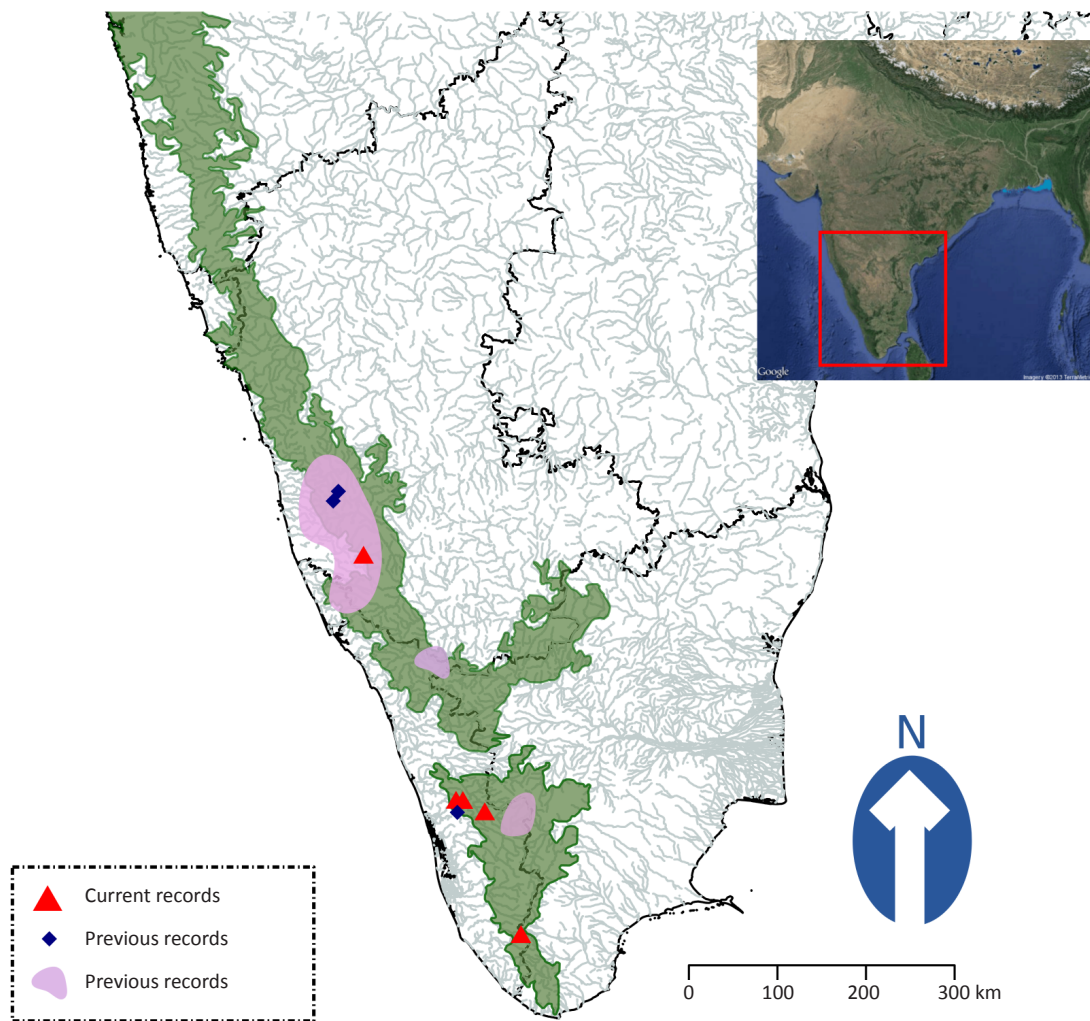 Google
Imagery ©2013 TerraMetrics
N
Current records
Previous records
Previous records
0 100 200 300 km